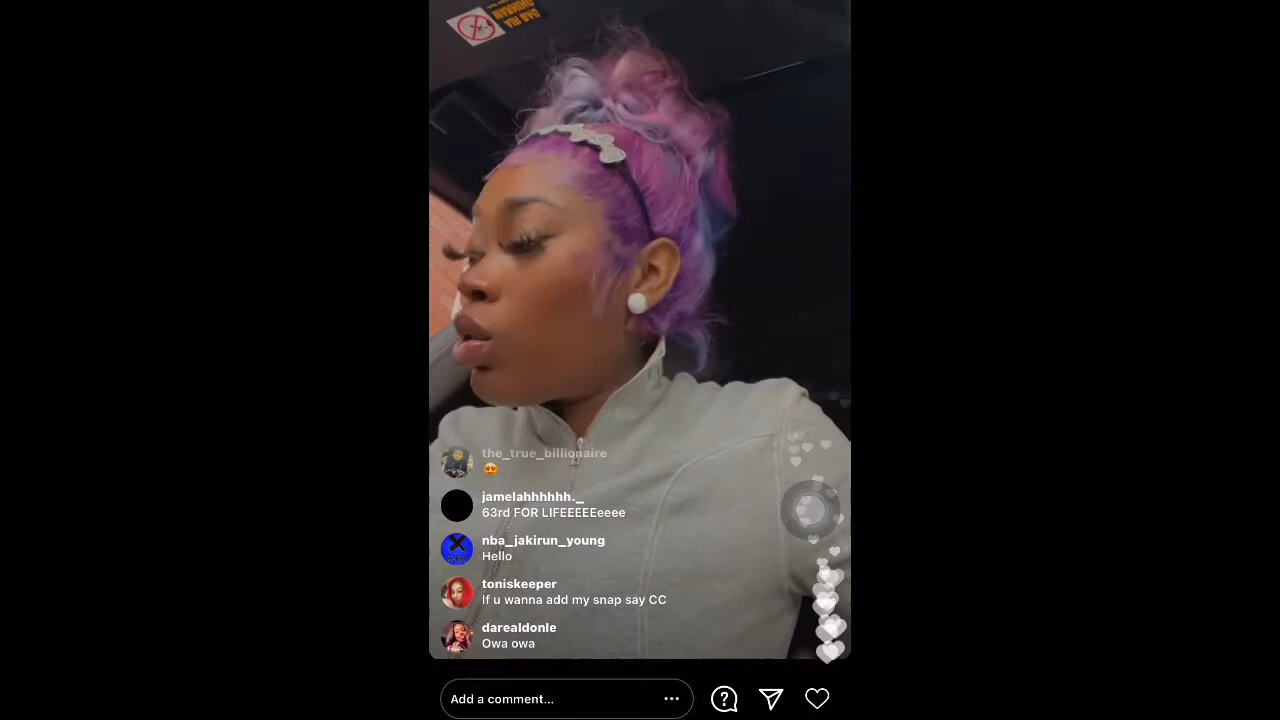 the_true_billionaire
😍
jamelahhhhhh._
63rd FOR LIFEEEEEeeee
nba_jakirun_young
Hello
toniskeeper
If u wanna add my snap say CC
darealdonle
Owa owa
Add a comment...